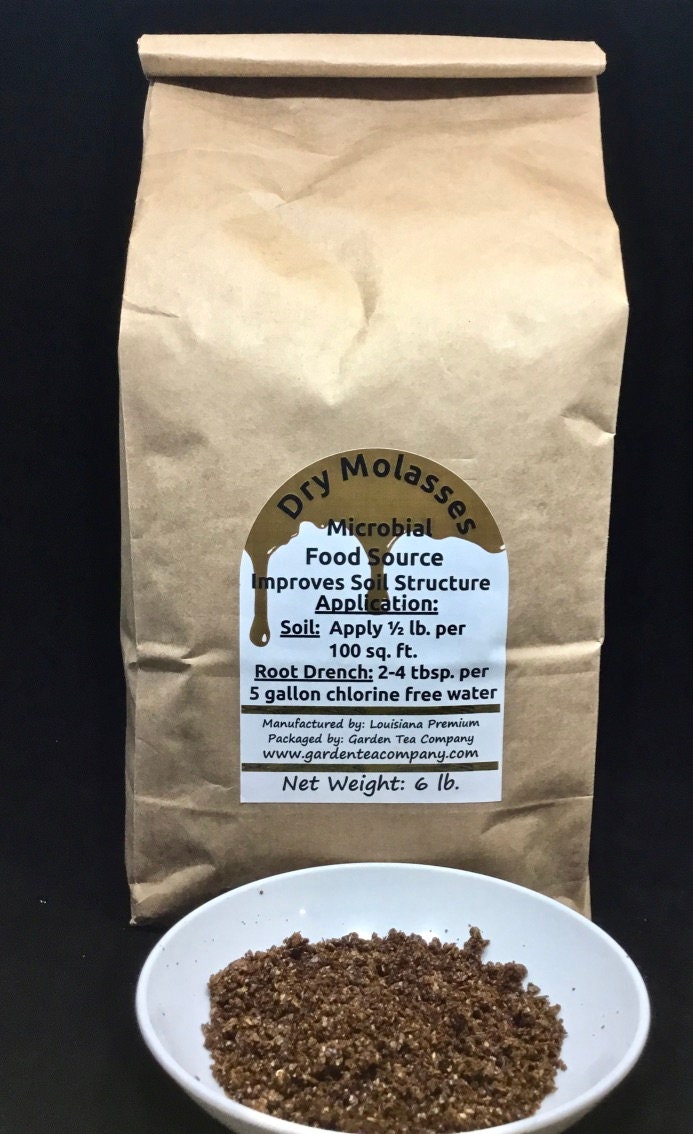 Dry Molasses
Microbial
Food Source
Improves Soil Structure
Application:
Soil: Apply ½ lb. per
100 sq. ft.
Root Drench: 2-4 tbsp. per
5 gallon chlorine free water
Manufactured by: Louisiana Premium
Packaged by: Garden Tea Company
www.gardenteacompany.com
Net Weight: 6 lb.